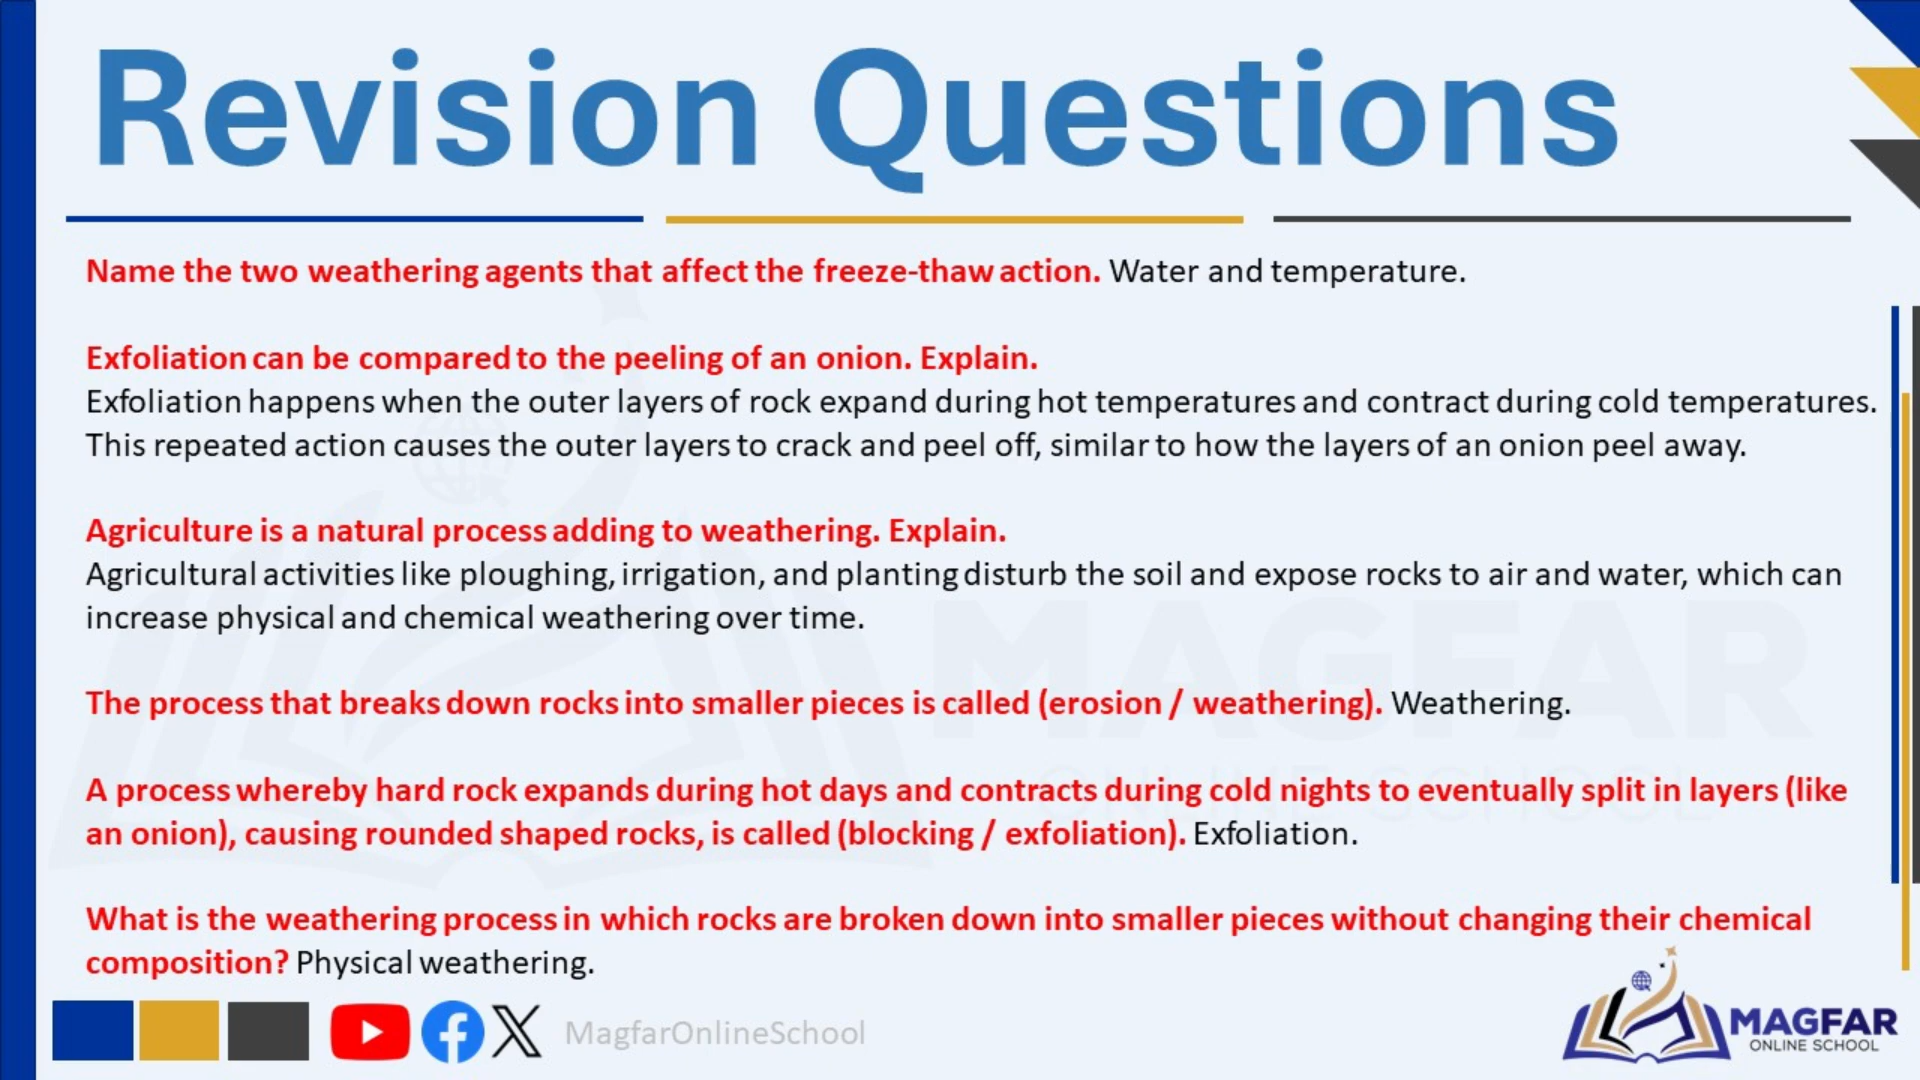 Revision Questions
Name the two weathering agents that affect the freeze-thaw action. Water and temperature.
Exfoliation can be compared to the peeling of an onion. Explain.
Exfoliation happens when the outer layers of rock expand during hot temperatures and contract during cold temperatures.
This repeated action causes the outer layers to crack and peel off, similar to how the layers of an onion peel away.
Agriculture is a natural process adding to weathering. Explain.
Agricultural activities like ploughing, irrigation, and planting disturb the soil and expose rocks to air and water, which can
increase physical and chemical weathering over time.
The process that breaks down rocks into smaller pieces is called (erosion / weathering). Weathering.
A process whereby hard rock expands during hot days and contracts during cold nights to eventually split in layers (like
an onion), causing rounded shaped rocks, is called (blocking / exfoliation). Exfoliation.
What is the weathering process in which rocks are broken down into smaller pieces without changing their chemical
composition? Physical weathering.
MagfarOnlineSchool
MAGFAR
ONLINE SCHOOL
MAGFAR
ONLINE SCHOOL